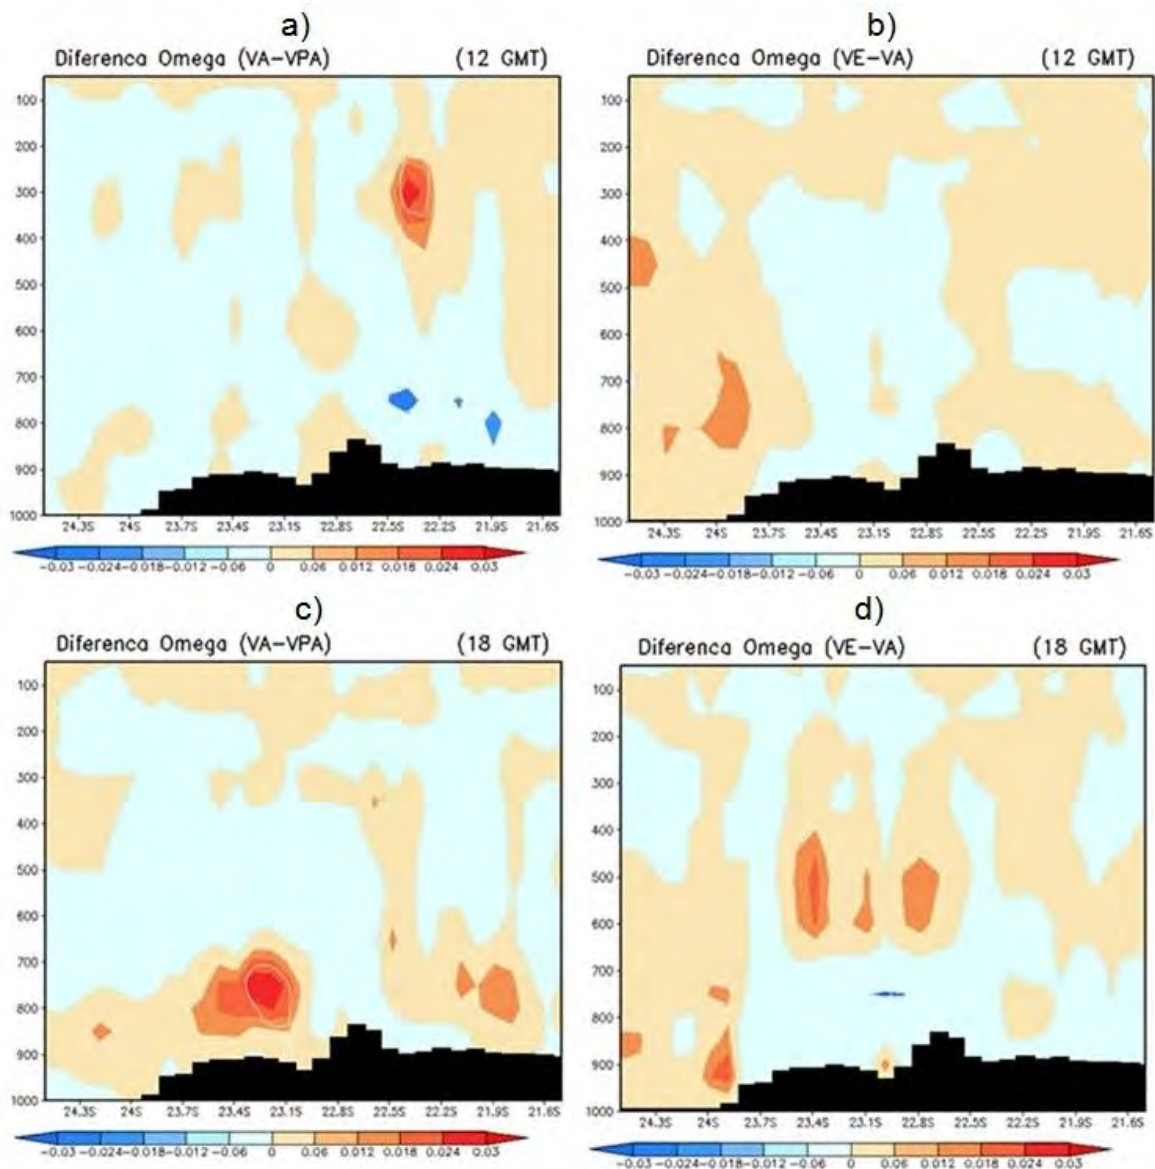 a)
Diferenca Omega (VA-VPA) (12 GMT)
100
200
300
400
500
600
700
800
900
1000
24.3S 24S 23.7S 23.4S 23.1S 22.8S 22.5S 22.2S 21.9S 21.6S
-0.03 -0.024 -0.018 -0.012 -0.06 0 0.06 0.012 0.018 0.024 0.03
b)
Diferenca Omega (VE-VA) (12 GMT)
100
200
300
400
500
600
700
800
900
1000
24.3S 24S 23.7S 23.4S 23.1S 22.8S 22.5S 22.2S 21.9S 21.6S
-0.03 -0.024 -0.018 -0.012 -0.06 0 0.06 0.012 0.018 0.024 0.03
c)
Diferenca Omega (VA-VPA) (18 GMT)
100
200
300
400
500
600
700
800
900
1000
24.3S 24S 23.7S 23.4S 23.1S 22.8S 22.5S 22.2S 21.9S 21.6S
-0.03 -0.024 -0.018 -0.012 -0.06 0 0.06 0.012 0.018 0.024 0.03
d)
Diferenca Omega (VE-VA) (18 GMT)
100
200
300
400
500
600
700
800
900
1000
24.3S 24S 23.7S 23.4S 23.1S 22.8S 22.5S 22.2S 21.9S 21.6S
-0.03 -0.024 -0.018 -0.012 -0.06 0 0.06 0.012 0.018 0.024 0.03